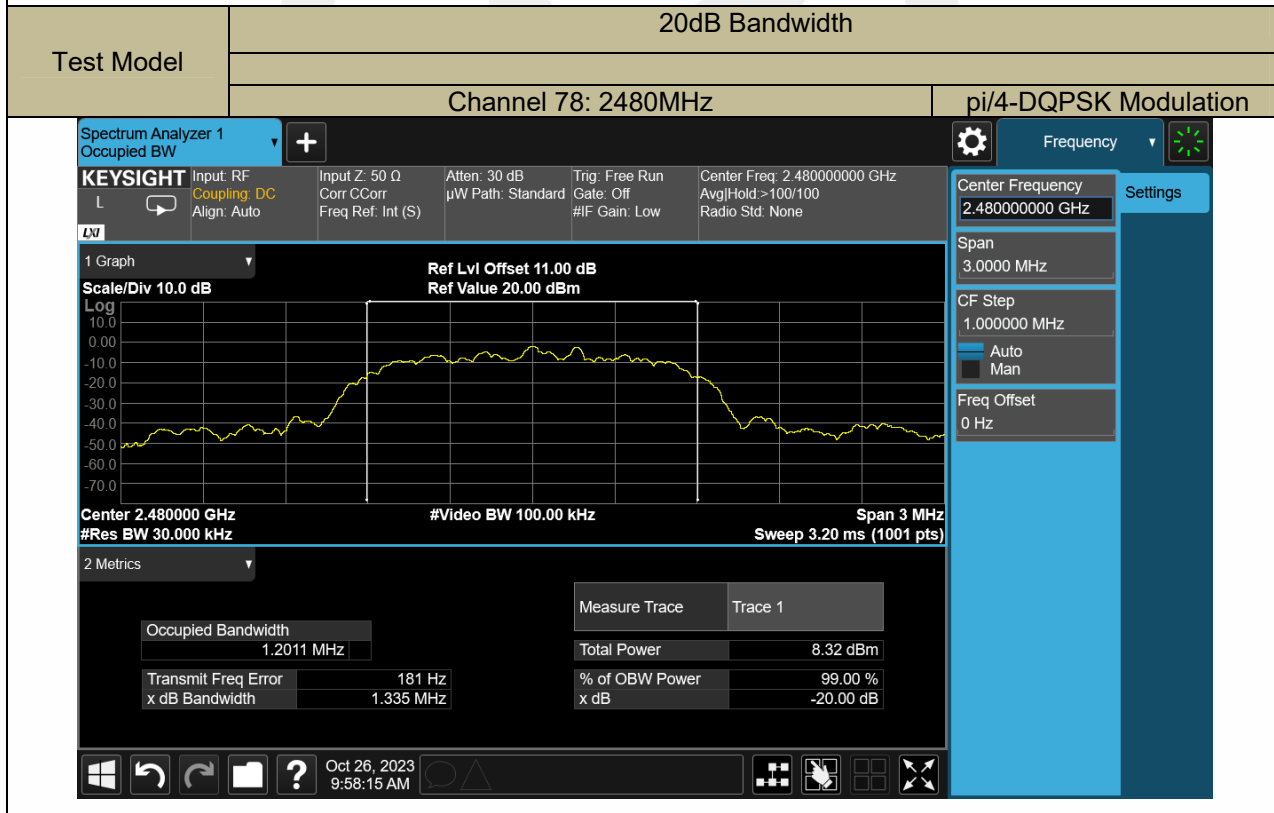 20dB Bandwidth
Test Model
Channel 78: 2480MHz
pi/4-DQPSK Modulation
Spectrum Analyzer 1
Occupied BW
+
Frequency
KEYSIGHT
L
LXI
Input: RF
Coupling: DC
Align: Auto
Input Z: 50 Ω
Corr CCorr
Freq Ref: Int (S)
Atten: 30 dB
µW Path: Standard
Trig: Free Run
Gate: Off
#IF Gain: Low
Center Freq: 2.480000000 GHz
Avg|Hold:>100/100
Radio Std: None
Center Frequency
2.480000000 GHz
Settings
Span
3.0000 MHz
CF Step
1.000000 MHz
Auto
Man
Freq Offset
0 Hz
1 Graph
Ref Lvl Offset 11.00 dB
Scale/Div 10.0 dB
Ref Value 20.00 dBm
Log
10.0
0.00
-10.0
-20.0
-30.0
-40.0
-50.0
-60.0
-70.0
Center 2.480000 GHz
#Video BW 100.00 kHz
Span 3 MHz
#Res BW 30.000 kHz
Sweep 3.20 ms (1001 pts)
2 Metrics
Measure Trace Trace 1
Occupied Bandwidth
1.2011 MHz
Total Power 8.32 dBm
Transmit Freq Error 181 Hz
% of OBW Power 99.00 %
x dB Bandwidth 1.335 MHz
x dB -20.00 dB
?
Oct 26, 2023
9:58:15 AM